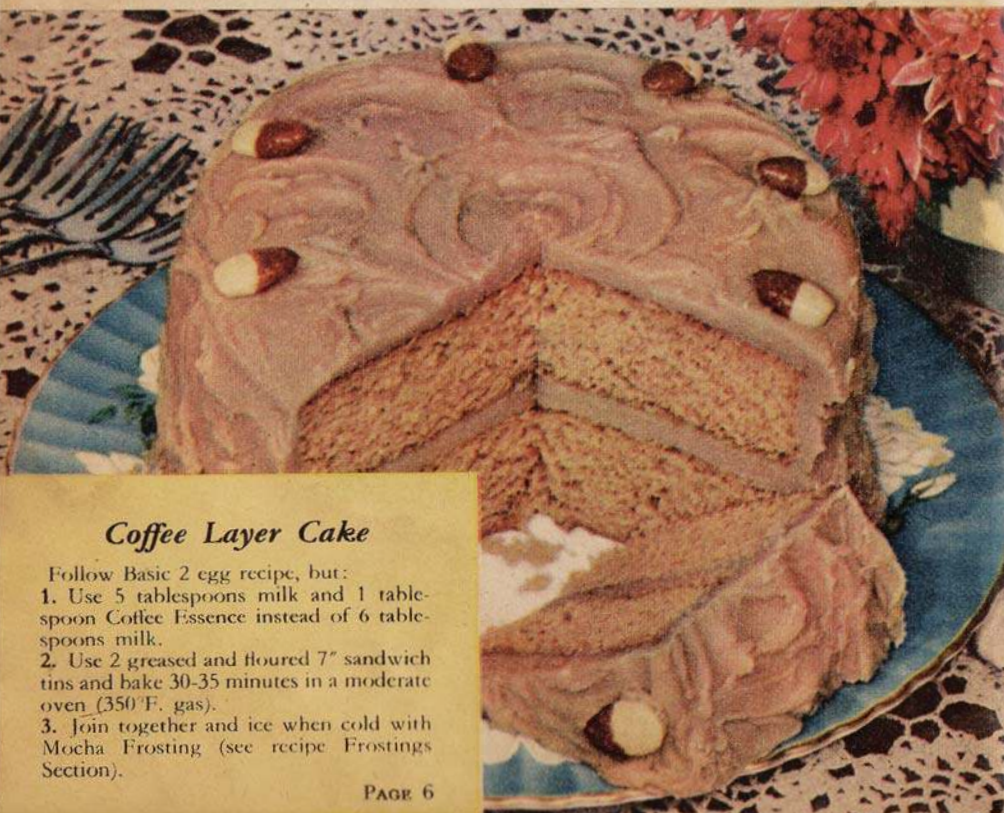 Coffee Layer Cake
Follow Basic 2 egg recipe, but:
1. Use 5 tablespoons milk and 1 table-
spoon Coffee Essence instead of 6 table-
spoons milk.
2. Use 2 greased and floured 7″ sandwich
tins and bake 30-35 minutes in a moderate
oven (350°F. gas).
3. Join together and ice when cold with
Mocha Frosting (see recipe Frostings
Section).
PAGE 6